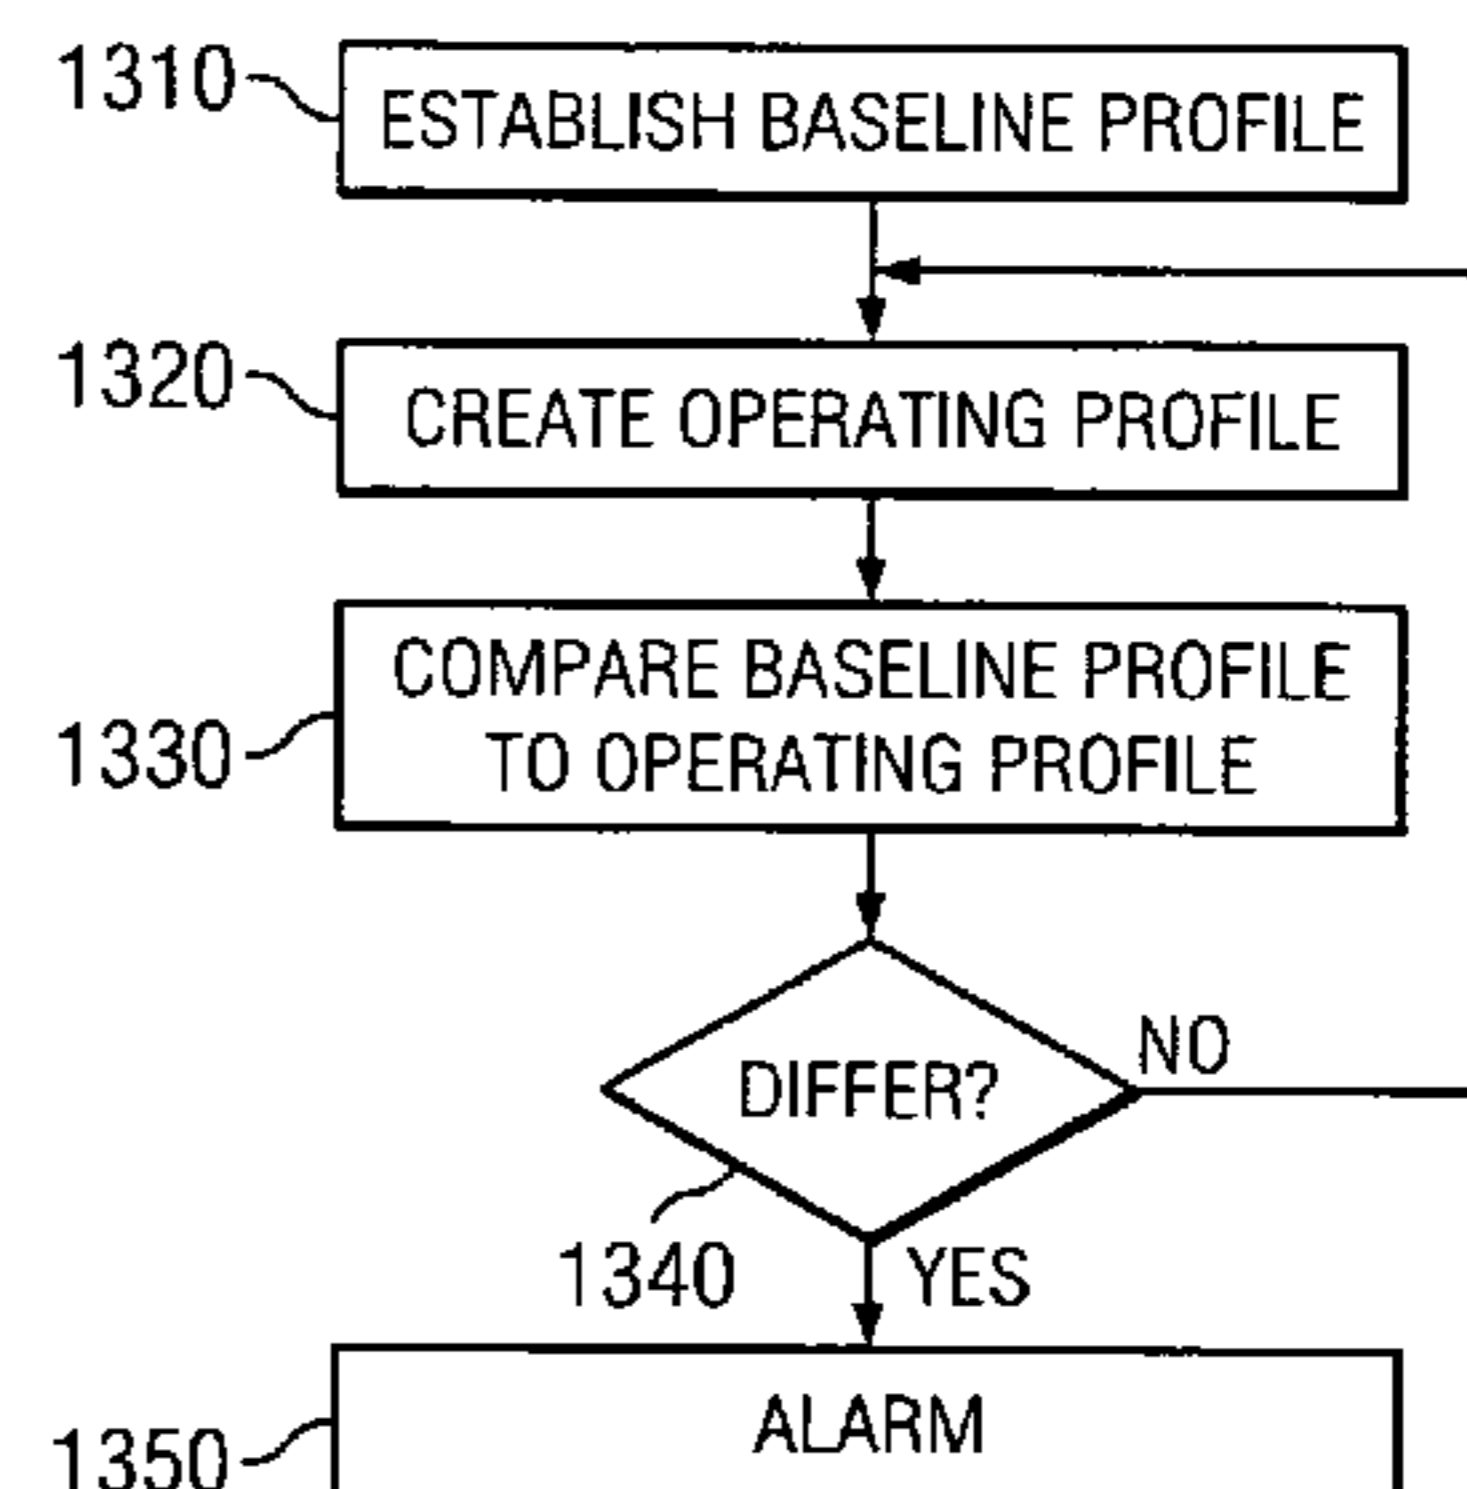 1310
ESTABLISH BASELINE PROFILE
1320
CREATE OPERATING PROFILE
COMPARE BASELINE PROFILE
TO OPERATING PROFILE
1330
NO
DIFFER?
1340
YES
ALARM
1350